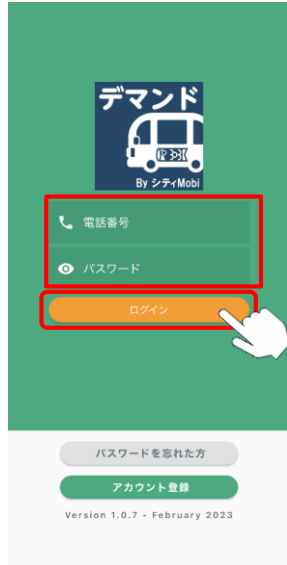 デマンド
By シティMobi
電話番号
パスワード
ログイン
パスワードを忘れた方
アカウント登録
Version 1.0.7 - February 2023